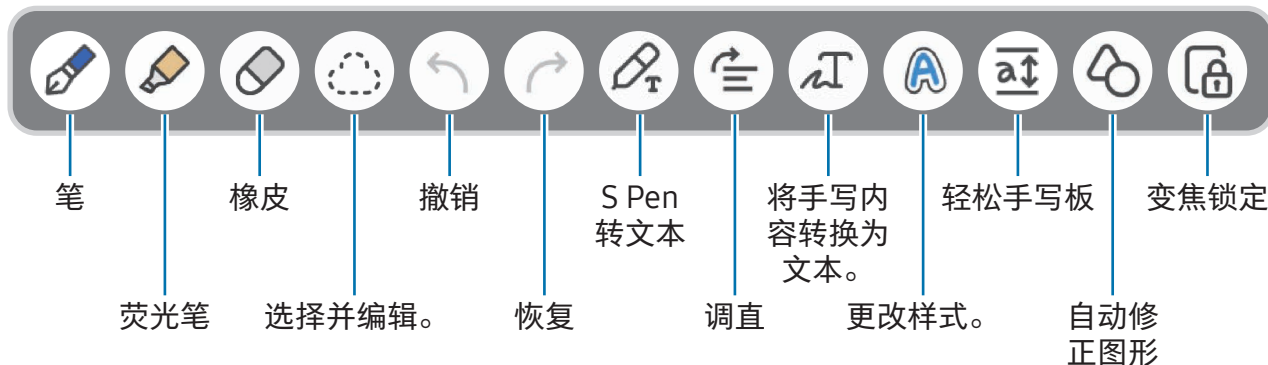 笔
橡皮
撤销
S Pen
转文本
将手写内
容转换为
文本。
轻松手写板
变焦锁定
荧光笔
选择并编辑。
恢复
调直
更改样式。
自动修
正图形